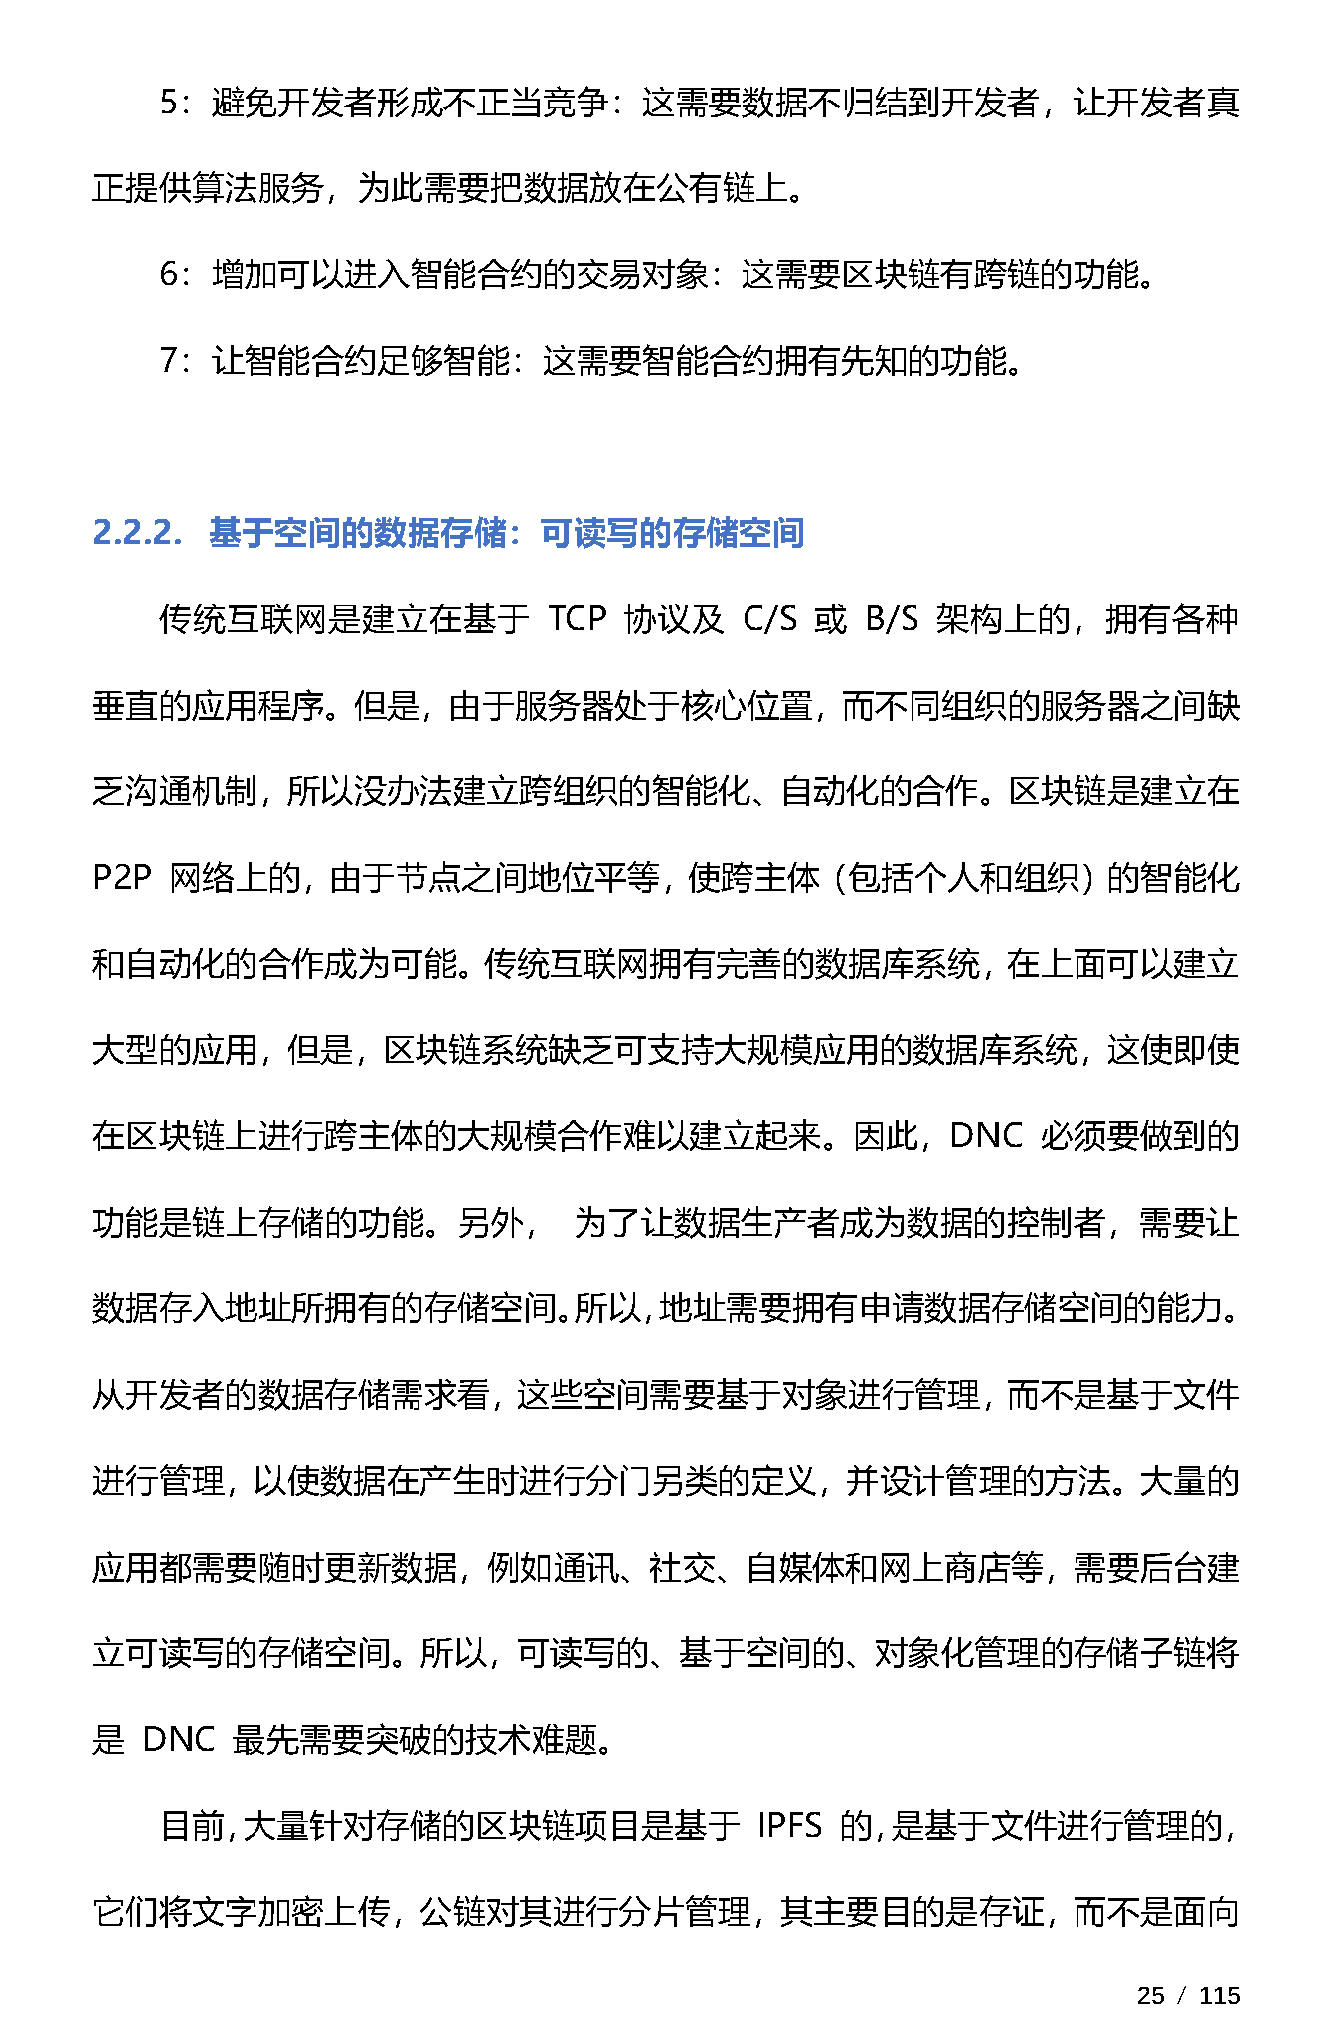 5：避免开发者形成不正当竞争：这需要数据不归结到开发者，让开发者真
正提供算法服务，为此需要把数据放在公有链上。
6：增加可以进入智能合约的交易对象：这需要区块链有跨链的功能。
7：让智能合约足够智能：这需要智能合约拥有先知的功能。
2.2.2. 基于空间的数据存储：可读写的存储空间
传统互联网是建立在基于 TCP 协议及 C/S 或 B/S 架构上的，拥有各种
垂直的应用程序。但是，由于服务器处于核心位置，而不同组织的服务器之间缺
乏沟通机制，所以没办法建立跨组织的智能化、自动化的合作。区块链是建立在
P2P 网络上的，由于节点之间地位平等，使跨主体（包括个人和组织）的智能化
和自动化的合作成为可能。传统互联网拥有完善的数据库系统，在上面可以建立
大型的应用，但是，区块链系统缺乏可支持大规模应用的数据库系统，这使即使
在区块链上进行跨主体的大规模合作难以建立起来。因此，DNC 必须要做到的
功能是链上存储的功能。另外， 为了让数据生产者成为数据的控制者，需要让
数据存入地址所拥有的存储空间。所以，地址需要拥有申请数据存储空间的能力。
从开发者的数据存储需求看，这些空间需要基于对象进行管理，而不是基于文件
进行管理，以使数据在产生时进行分门另类的定义，并设计管理的方法。大量的
应用都需要随时更新数据，例如通讯、社交、自媒体和网上商店等，需要后台建
立可读写的存储空间。所以，可读写的、基于空间的、对象化管理的存储子链将
是 DNC 最先需要突破的技术难题。
目前，大量针对存储的区块链项目是基于 IPFS 的，是基于文件进行管理的，
它们将文字加密上传，公链对其进行分片管理，其主要目的是存证，而不是面向
25 / 115